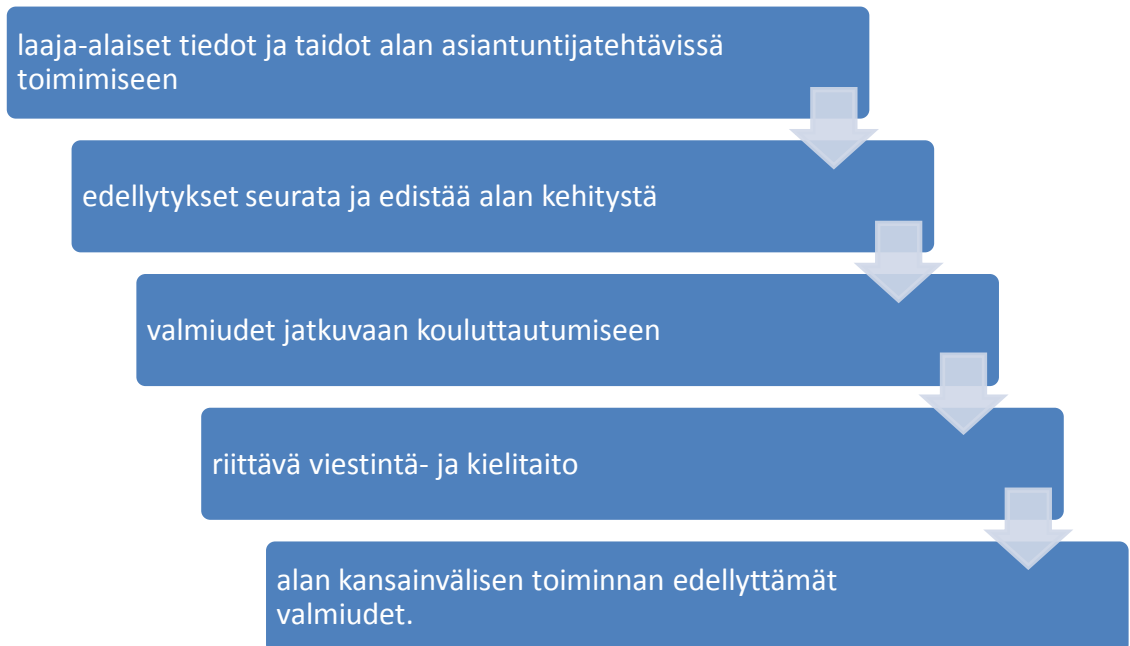 laaja-alaiset tiedot ja taidot alan asiantuntijatehtävissä
toimimiseen
edellytykset seurata ja edistää alan kehitystä
valmiudet jatkuvaan kouluttautumiseen
riittävä viestintä- ja kielitaito
alan kansainvälisen toiminnan edellyttämät
valmiudet.